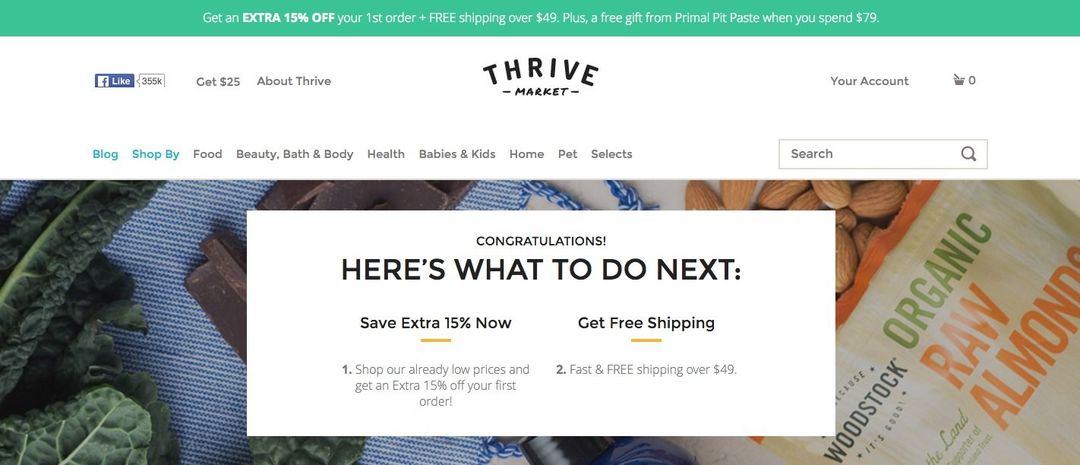 Get an EXTRA 15% OFF your 1st order + FREE shipping over $49. Plus, a free gift from Primal Pit Paste when you spend $79.
Like 355k
Get $25
About Thrive
THRIVE
MARKET
Your Account
0
Blog
Shop By
Food
Beauty, Bath & Body
Health
Babies & Kids
Home
Pet
Selects
Search
CONGRATULATIONS!
HERE'S WHAT TO DO NEXT:
Save Extra 15% Now
Get Free Shipping
1. Shop our already low prices and
get an Extra 15% off your first
order!
2. Fast & FREE shipping over $49.
ORGANIC
RAW
ALMONDS
WOODSTOCK
IT'S GOOD!
the Land